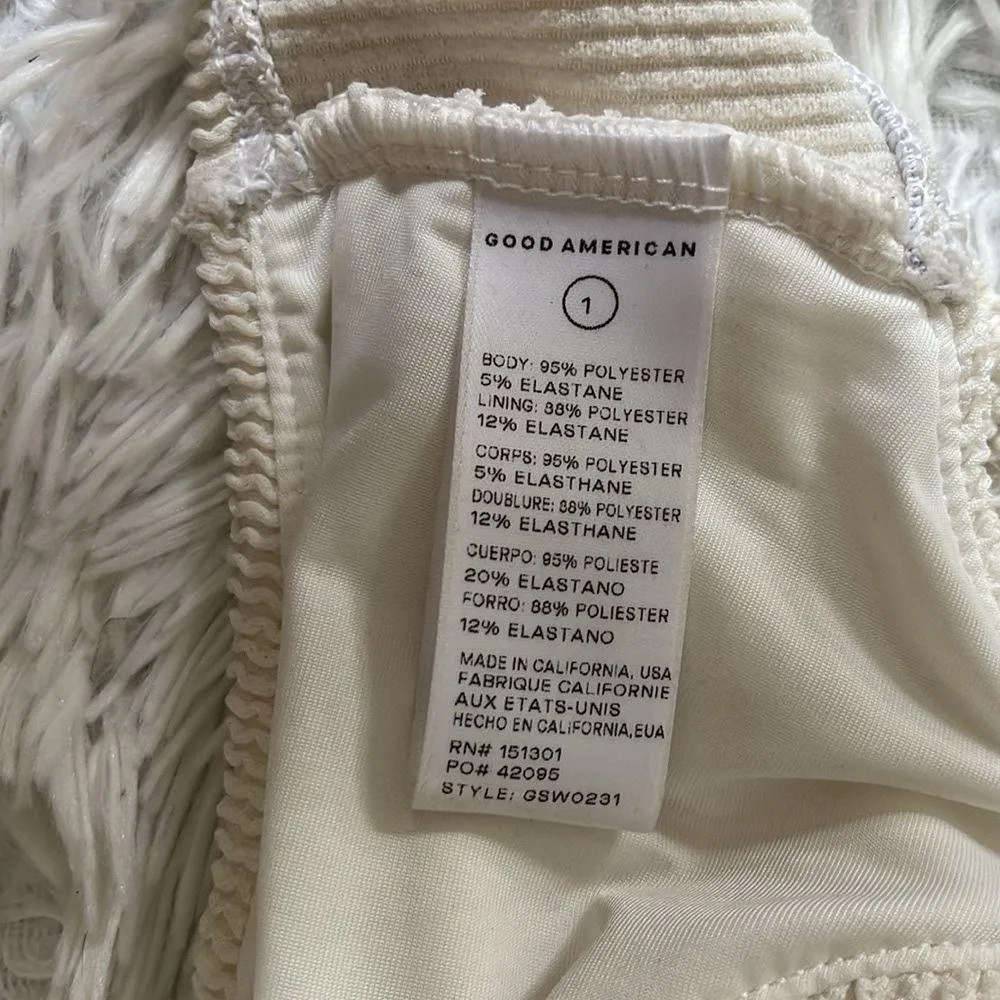 GOOD AMERICAN
1
BODY: 95% POLYESTER
5% ELASTANE
LINING: 88% POLYESTER
12% ELASTANE
CORPS: 95% POLYESTER
5% ELASTHANE
DOUBLURE: 88% POLYESTER
12% ELASTHANE
CUERPO: 95% POLIESTE
20% ELASTANO
FORRO: 88% POLIESTER
12% ELASTANO
MADE IN CALIFORNIA, USA
FABRIQUE CALIFORNIE
AUX ETATS-UNIS
HECHO EN CALIFORNIA,EUA
RN# 151301
PO# 42095
STYLE: GSW0231